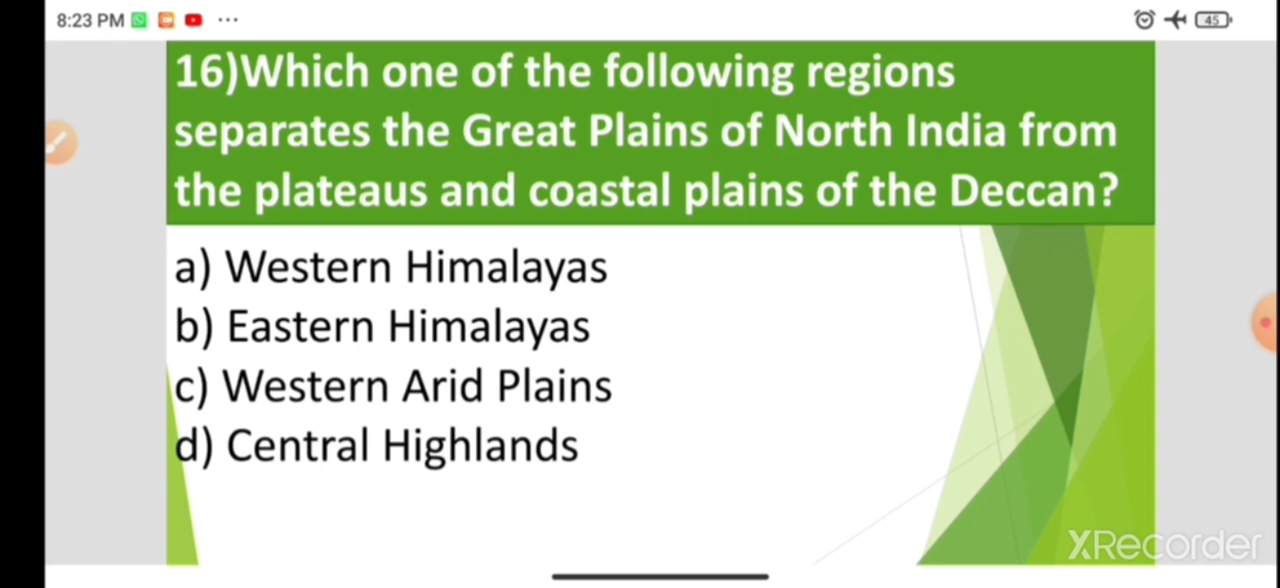 8:23 PM
45
16)Which one of the following regions
separates the Great Plains of North India from
the plateaus and coastal plains of the Deccan?
a) Western Himalayas
b) Eastern Himalayas
c) Western Arid Plains
d) Central Highlands
XRecorder